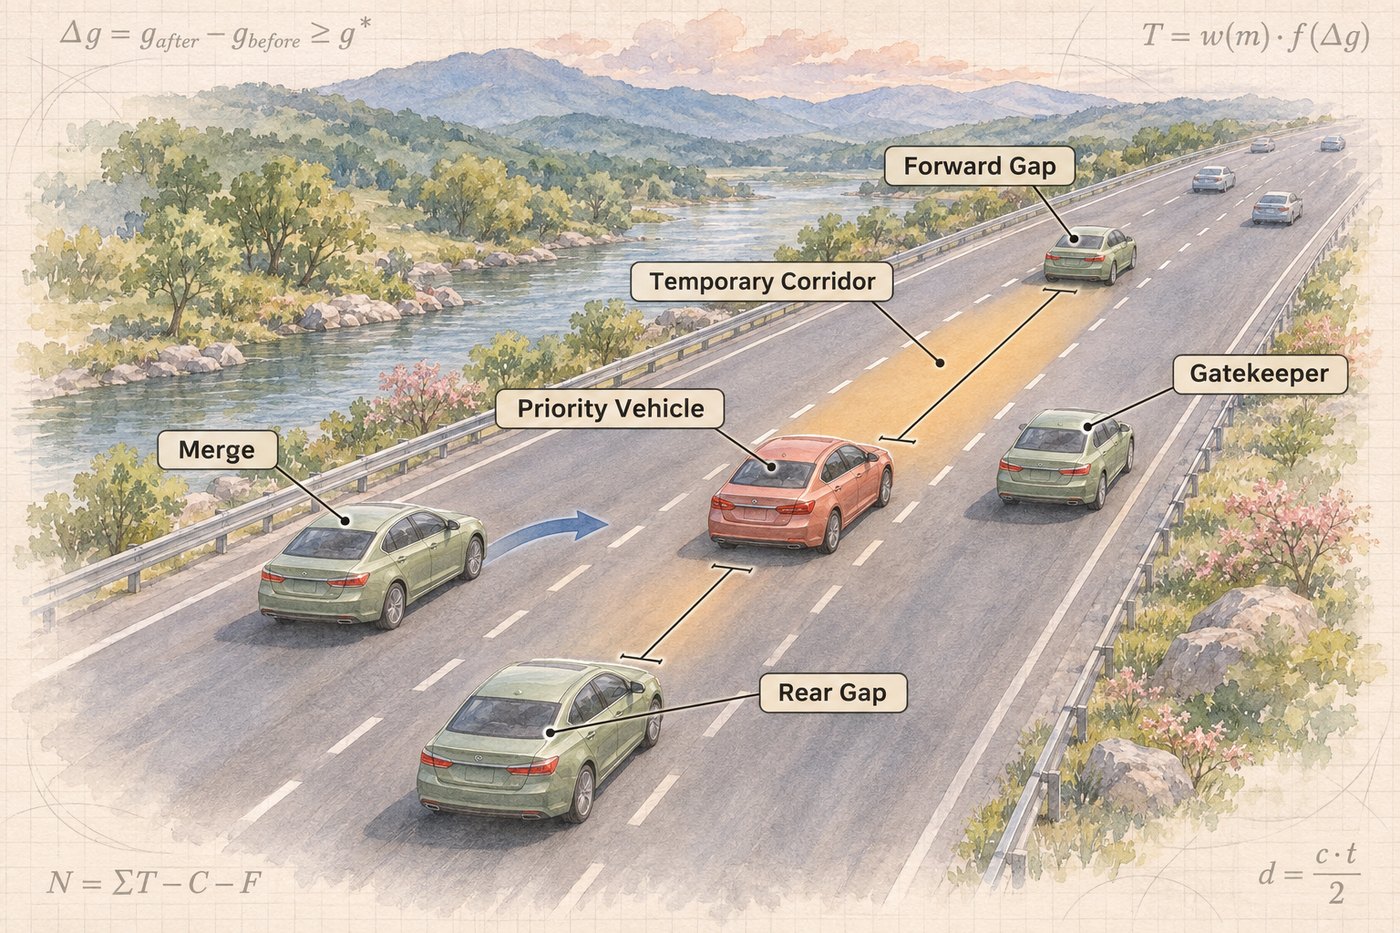 Δg = g_after − g_before ≥ g*
T = w(m) · f(Δg)
Forward Gap
Temporary Corridor
Gatekeeper
Priority Vehicle
Merge
Rear Gap
N = ΣT − C − F
d = c·t / 2